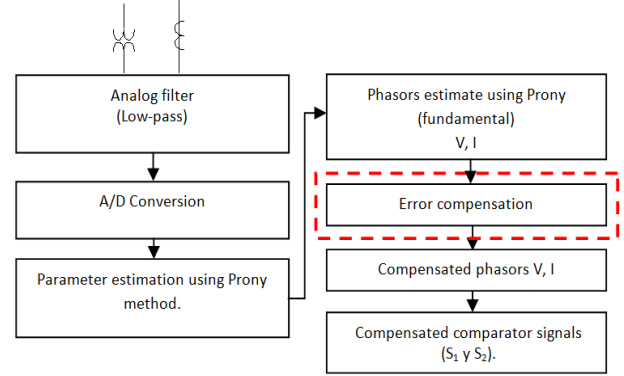 Analog filter
(Low-pass)
A/D Conversion
Parameter estimation using Prony
method.
Phasors estimate using Prony
(fundamental)
V, I
Error compensation
Compensated phasors V, I
Compensated comparator signals
(S₁ y S₂).